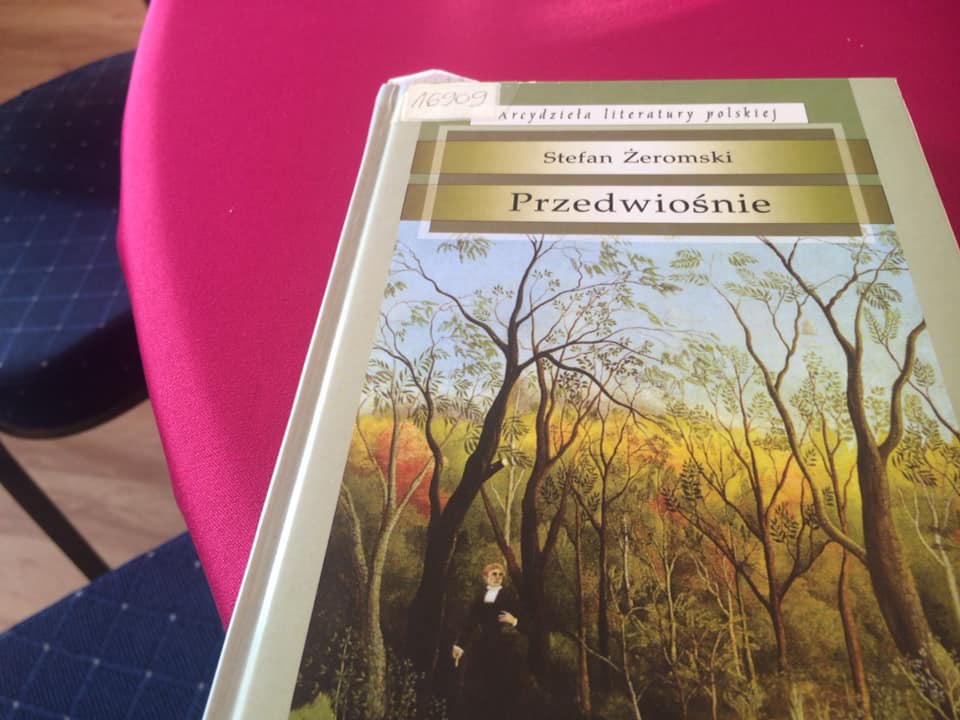 16909
Arcydzieła literatury polskiej
Stefan Żeromski
Przedwiośnie